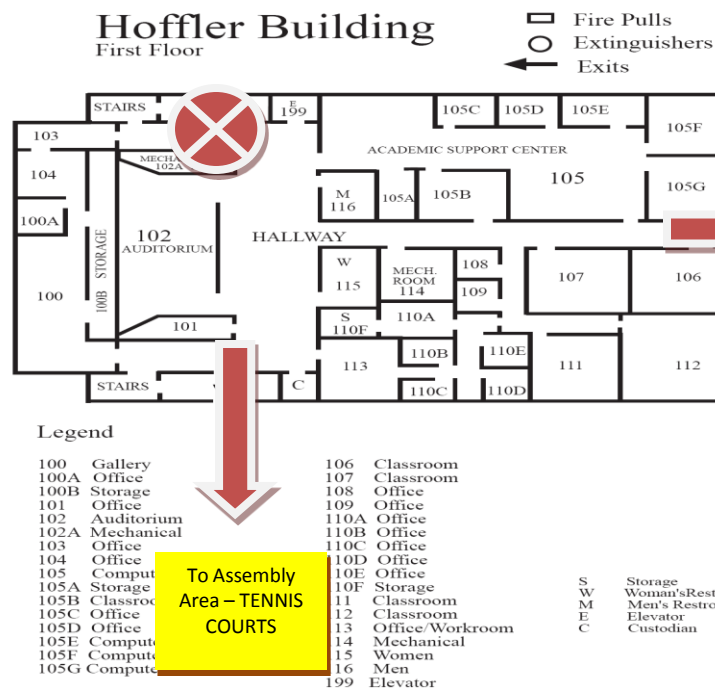 Hoffler Building
First Floor
Fire Pulls
Extinguishers
Exits
STAIRS
E
199
105C
105D
105E
105F
103
104
100A
100
100B STORAGE
102A
102
AUDITORIUM
101
STAIRS
C
HALLWAY
ACADEMIC SUPPORT CENTER
105
M
116
105A
105B
105G
W
115
MECH.
ROOM
114
108
109
107
106
S
110F
110A
113
110B
110C
110E
110D
111
112
Legend
100 Gallery
100A Office
100B Storage
101 Office
102 Auditorium
102A Mechanical
103 Office
104 Office
105
105A Storage
105B
105C Office
105D Office
105E
105F
105G
106 Classroom
107 Classroom
108 Office
109 Office
110A Office
110B Office
110C Office
110D Office
110E Office
110F Storage
Classroom
Classroom
Office/Workroom
Mechanical
Women
Men
199 Elevator
S Storage
W
M Men's
E Elevator
C Custodian
To Assembly
Area – TENNIS
COURTS